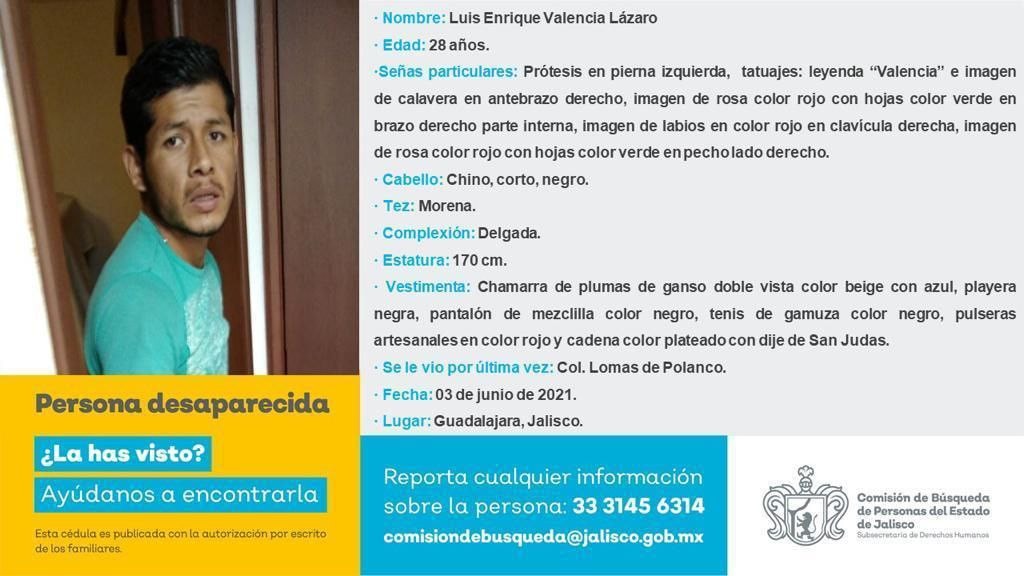 · Nombre: Luis Enrique Valencia Lázaro
· Edad: 28 años.
·Señas particulares: Prótesis en pierna izquierda, tatuajes: leyenda “Valencia” e imagen
de calavera en antebrazo derecho, imagen de rosa color rojo con hojas color verde en
brazo derecho parte interna, imagen de labios en color rojo en clavícula derecha, imagen
de rosa color rojo con hojas color verde en pecho lado derecho.
· Cabello: Chino, corto, negro.
· Tez: Morena.
· Complexión: Delgada.
· Estatura: 170 cm.
· Vestimenta: Chamarra de plumas de ganso doble vista color beige con azul, playera
negra, pantalón de mezclilla color negro, tenis de gamuza color negro, pulseras
artesanales en color rojo y cadena color plateado con dije de San Judas.
· Se le vio por última vez: Col. Lomas de Polanco.
· Fecha: 03 de junio de 2021.
· Lugar: Guadalajara, Jalisco.
Persona desaparecida
¿La has visto?
Ayúdanos a encontrarla
Esta cédula es publicada con la autorización por escrito
de los familiares.
Reporta cualquier información
sobre la persona: 33 3145 6314
comisiondebusqueda@jalisco.gob.mx
Comisión de Búsqueda
de Personas del Estado
de Jalisco
Subsecretaría de Derechos Humanos